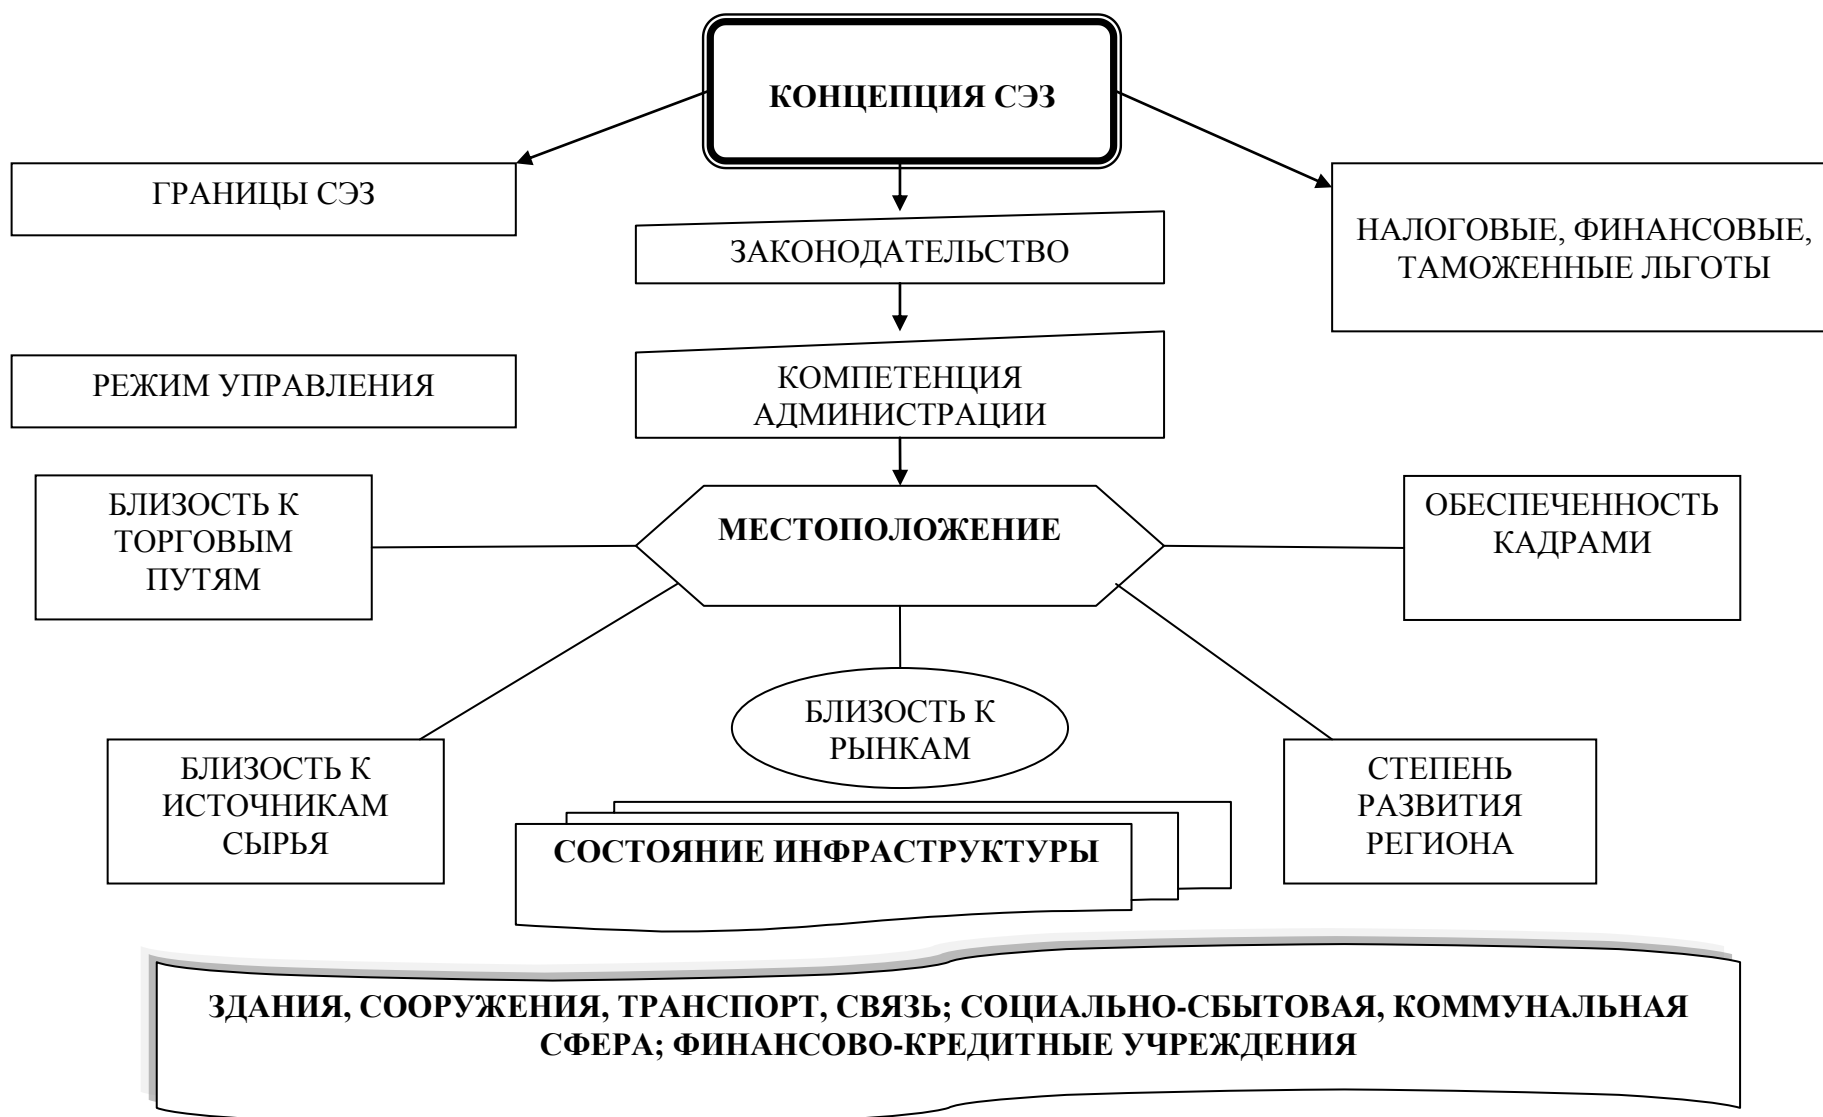 КОНЦЕПЦИЯ СЭЗ
ГРАНИЦЫ СЭЗ
ЗАКОНОДАТЕЛЬСТВО
НАЛОГОВЫЕ, ФИНАНСОВЫЕ,
ТАМОЖЕННЫЕ ЛЬГОТЫ
РЕЖИМ УПРАВЛЕНИЯ
КОМПЕТЕНЦИЯ
АДМИНИСТРАЦИИ
БЛИЗОСТЬ К
ТОРГОВЫМ
ПУТЯМ
МЕСТОПОЛОЖЕНИЕ
ОБЕСПЕЧЕННОСТЬ
КАДРАМИ
БЛИЗОСТЬ К
ИСТОЧНИКАМ
СЫРЬЯ
БЛИЗОСТЬ К
РЫНКАМ
СТЕПЕНЬ
РАЗВИТИЯ
РЕГИОНА
СОСТОЯНИЕ ИНФРАСТРУКТУРЫ
ЗДАНИЯ, СООРУЖЕНИЯ, ТРАНСПОРТ, СВЯЗЬ; СОЦИАЛЬНО-СБЫТОВАЯ, КОММУНАЛЬНАЯ
СФЕРА; ФИНАНСОВО-КРЕДИТНЫЕ УЧРЕЖДЕНИЯ